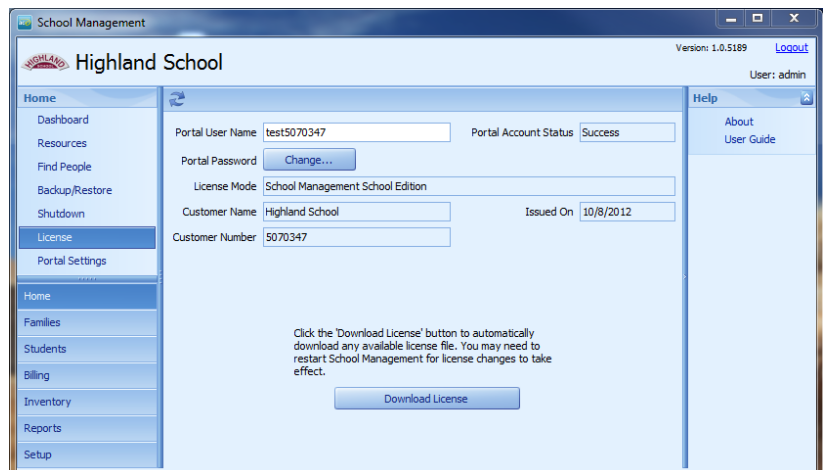 School Management
HIGHLAND
SCHOOL
Highland School
Version: 1.0.5189 Logout
User: admin
Home
Dashboard
Resources
Find People
Backup/Restore
Shutdown
License
Portal Settings
Home
Families
Students
Billing
Inventory
Reports
Setup
Portal User Name test5070347 Portal Account Status Success
Portal Password Change...
License Mode School Management School Edition
Customer Name Highland School Issued On 10/8/2012
Customer Number 5070347
Click the 'Download License' button to automatically
download any available license file. You may need to
restart School Management for license changes to take
effect.
Download License
Help
About
User Guide